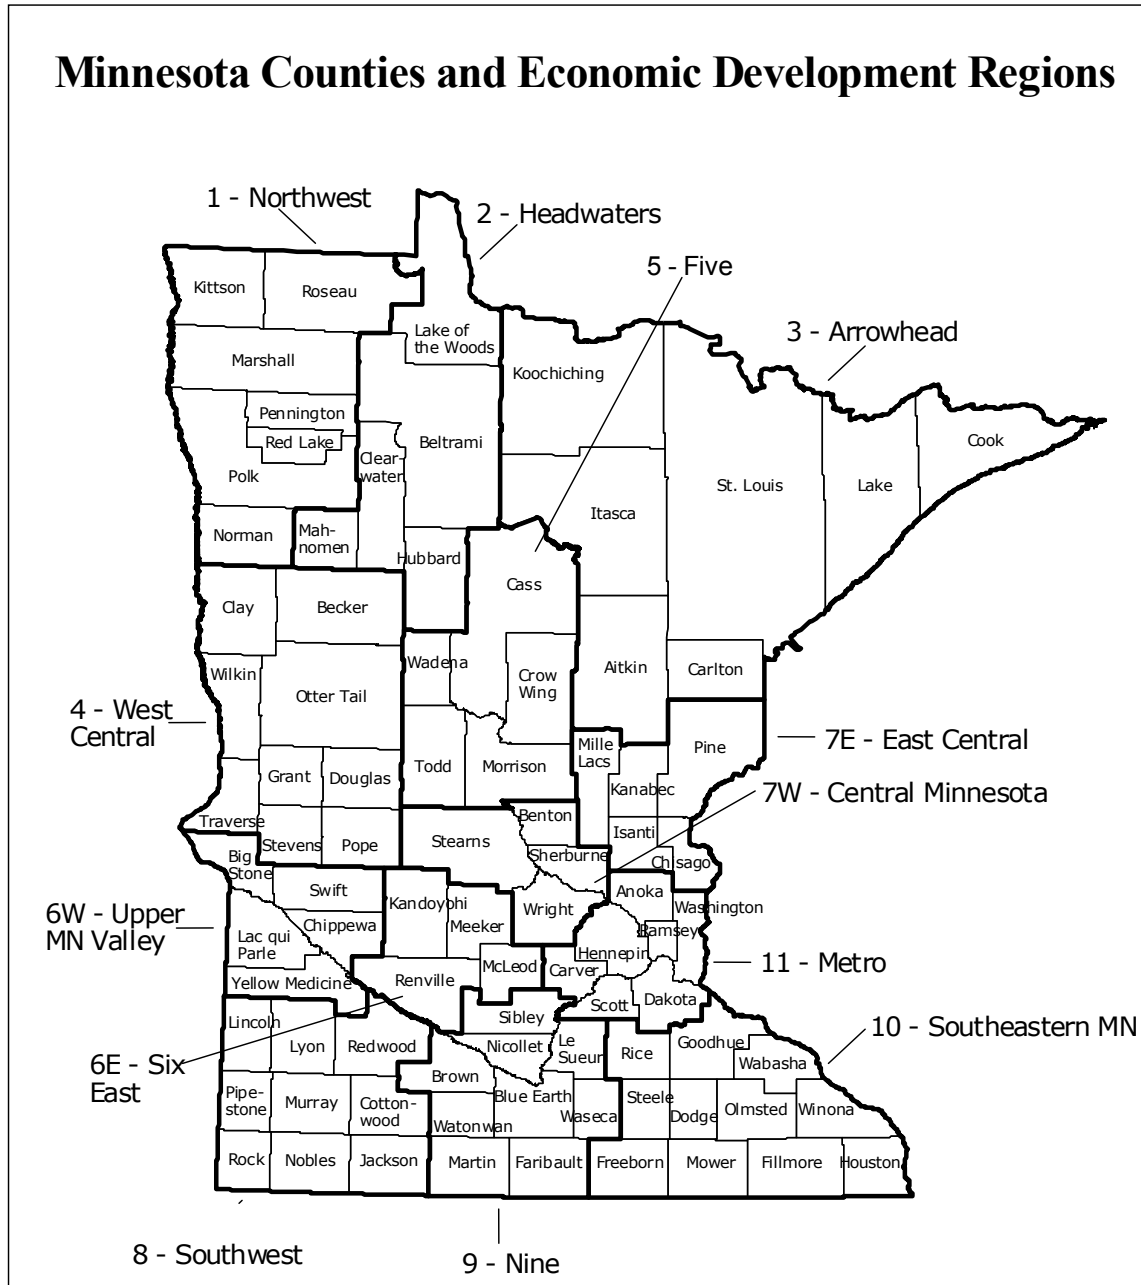 Minnesota Counties and Economic Development Regions
1 - Northwest
2 - Headwaters
5 - Five
3 - Arrowhead
Kittson
Roseau
Lake of
the Woods
Marshall
Koochiching
Pennington
Red Lake
Beltrami
Clear-
water
Cook
Polk
St. Louis
Lake
Itasca
Norman
Mah-
nomen
Hubbard
Cass
Clay
Becker
Wadena
Aitkin
Carlton
Wilkin
Crow
Wing
Otter Tail
4 - West
Central
7E - East Central
Pine
Mille
Lacs
Grant
Douglas
Todd
Morrison
Kanabec
7W - Central Minnesota
Traverse
Benton
Isanti
Stevens
Pope
Stearns
Sherburne
Chisago
Big
Stone
Swift
Kandoyohi
Wright
Anoka
Washington
6W - Upper
MN Valley
Chippewa
Meeker
Ramsey
Lac qui
Parle
Hennepin
McLeod
Carver
11 - Metro
Yellow Medicine
Renville
Scott
Dakota
Lincoln
Sibley
10 - Southeastern MN
Lyon
Redwood
Nicollet
Le
Sueur
Rice
Goodhue
6E - Six
East
Wabasha
Brown
Pipe-
stone
Murray
Cotton-
wood
Blue Earth
Waseca
Steele
Dodge
Olmsted
Winona
Watonwan
Rock
Nobles
Jackson
Martin
Faribault
Freeborn
Mower
Fillmore
Houston
8 - Southwest
9 - Nine